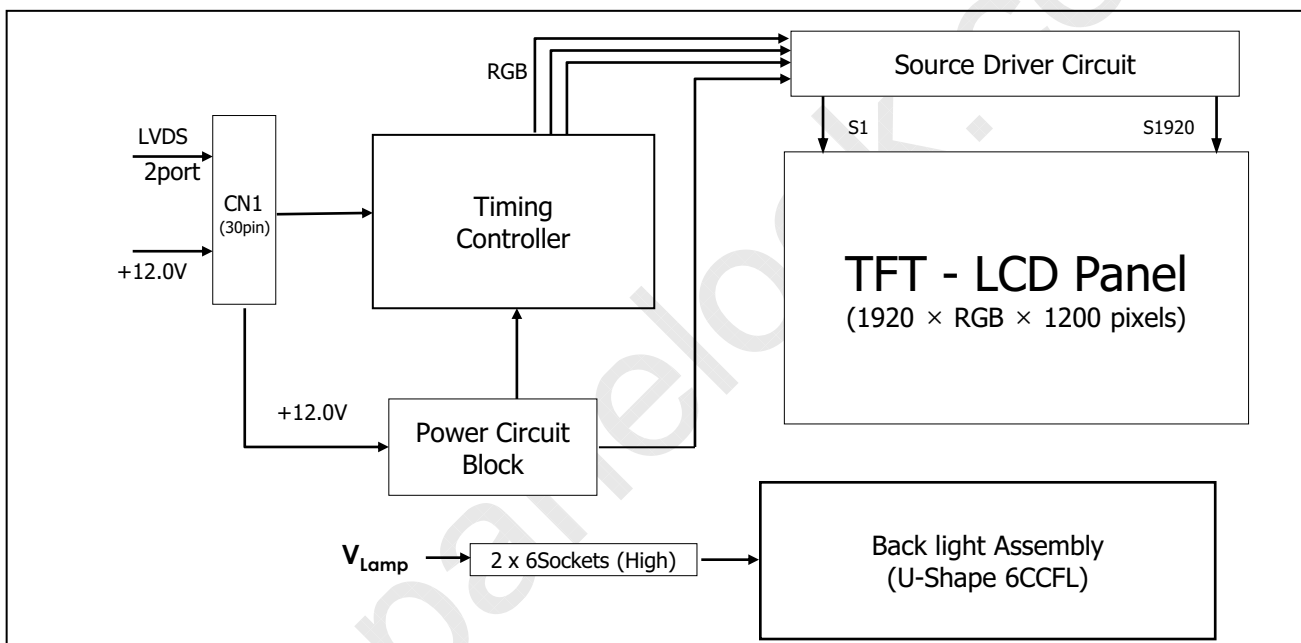 RGB
Source Driver Circuit
S1
S1920
LVDS
2port
CN1
(30pin)
+12.0V
Timing
Controller
TFT - LCD Panel
(1920 × RGB × 1200 pixels)
+12.0V
Power Circuit
Block
V Lamp
2 x 6Sockets (High)
Back light Assembly
(U-Shape 6CCFL)